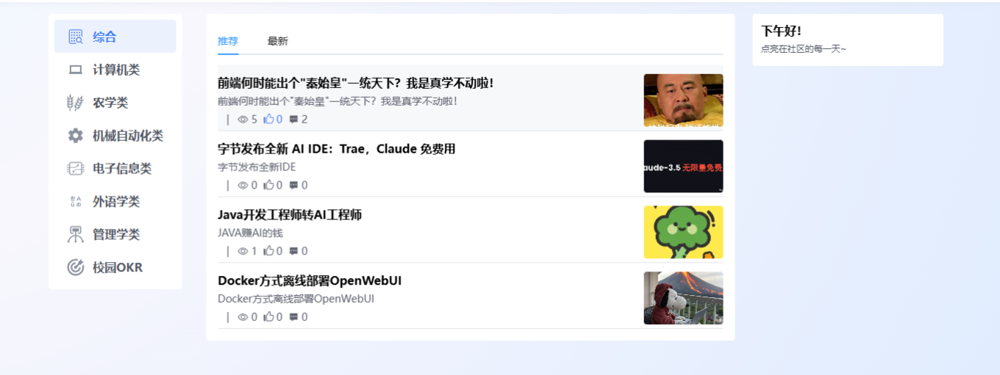 综合
计算机类
农学类
机械自动化类
电子信息类
外语学类
管理学类
校园OKR
推荐 最新
前端何时能出个"秦始皇"一统天下？我是真学不动啦！
前端何时能出个"秦始皇"一统天下？我是真学不动啦！
| 5 0 2
字节发布全新 AI IDE：Trae，Claude 免费用
字节发布全新IDE
| 0 0 0
aude-3.5 无限量免费
Java开发工程师转AI工程师
JAVA赚AI的钱
| 1 0 0
Docker方式离线部署OpenWebUI
Docker方式离线部署OpenWebUI
| 0 0 0
下午好！
点亮在社区的每一天~